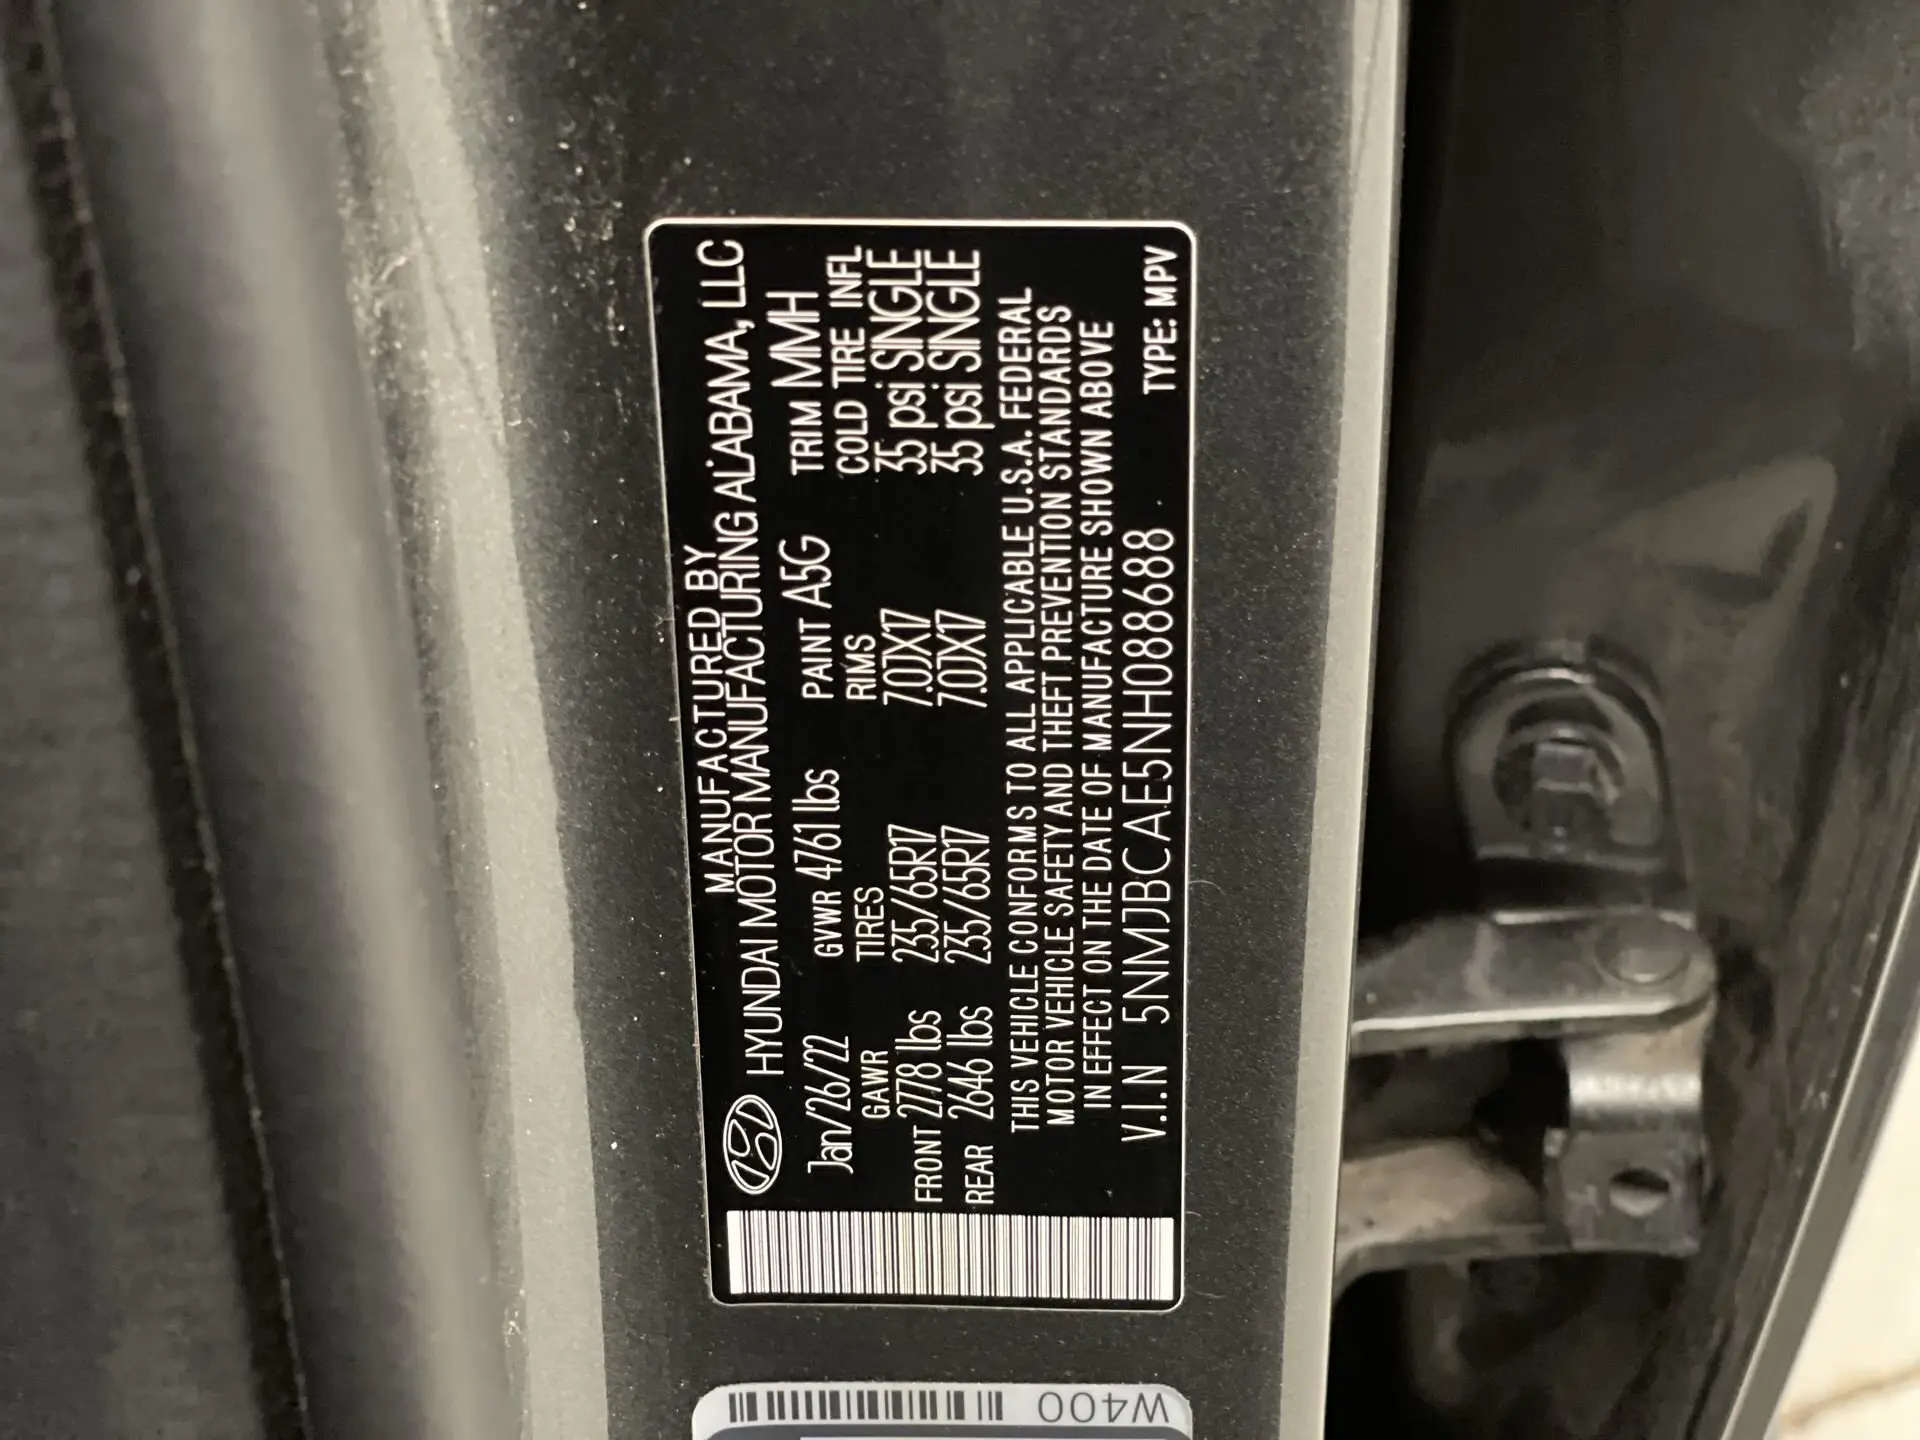 MANUFACTURED BY
HYUNDAI MOTOR MANUFACTURING ALABAMA, LLC
Jan/26/22 GVWR 4761 lbs PAINT A5G TRIM MMH
GAWR TIRES RIMS COLD TIRE INFL
FRONT 2778 lbs 235/65R17 7.0JX17 35 psi SINGLE
REAR 2646 lbs 235/65R17 7.0JX17 35 psi SINGLE
THIS VEHICLE CONFORMS TO ALL APPLICABLE U.S.A. FEDERAL
MOTOR VEHICLE SAFETY AND THEFT PREVENTION STANDARDS
IN EFFECT ON THE DATE OF MANUFACTURE SHOWN ABOVE
V.I.N 5NMJBCAE5NH088688 TYPE: MPV
W400